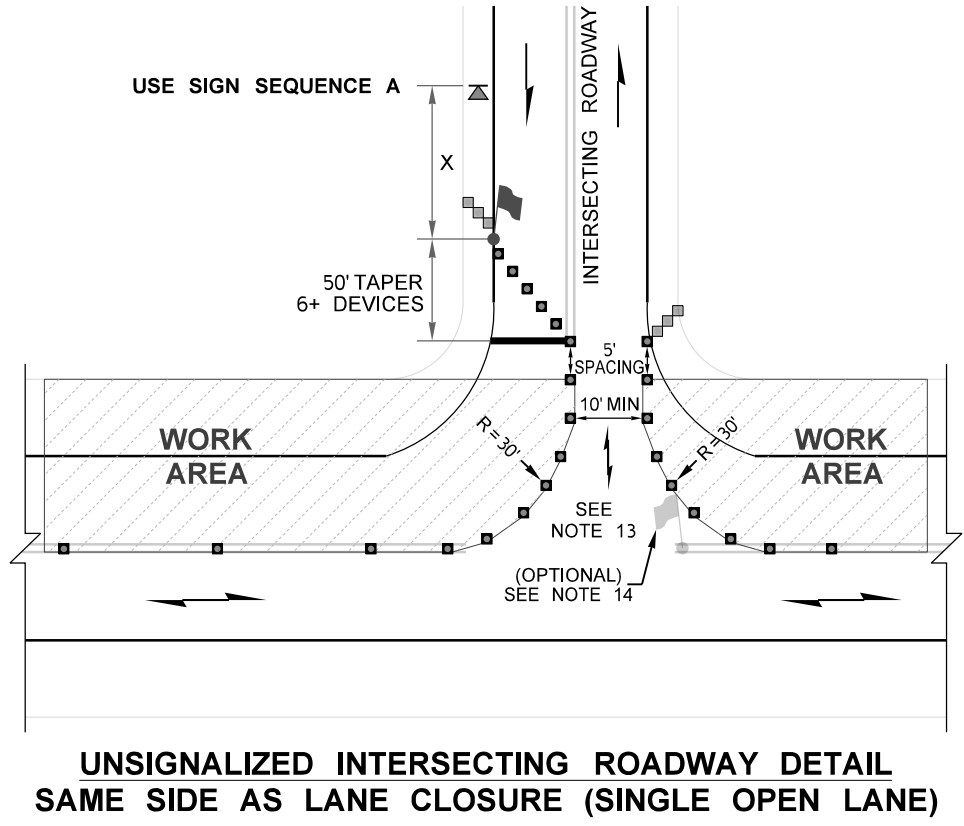 USE SIGN SEQUENCE A
X
INTERSECTING ROADWAY
50' TAPER
6+ DEVICES
5'
SPACING
10' MIN
WORK
AREA
R = 30'
R = 30'
WORK
AREA
SEE
NOTE 13
(OPTIONAL)
SEE NOTE 14
UNSIGNALIZED INTERSECTING ROADWAY DETAIL
SAME SIDE AS LANE CLOSURE (SINGLE OPEN LANE)